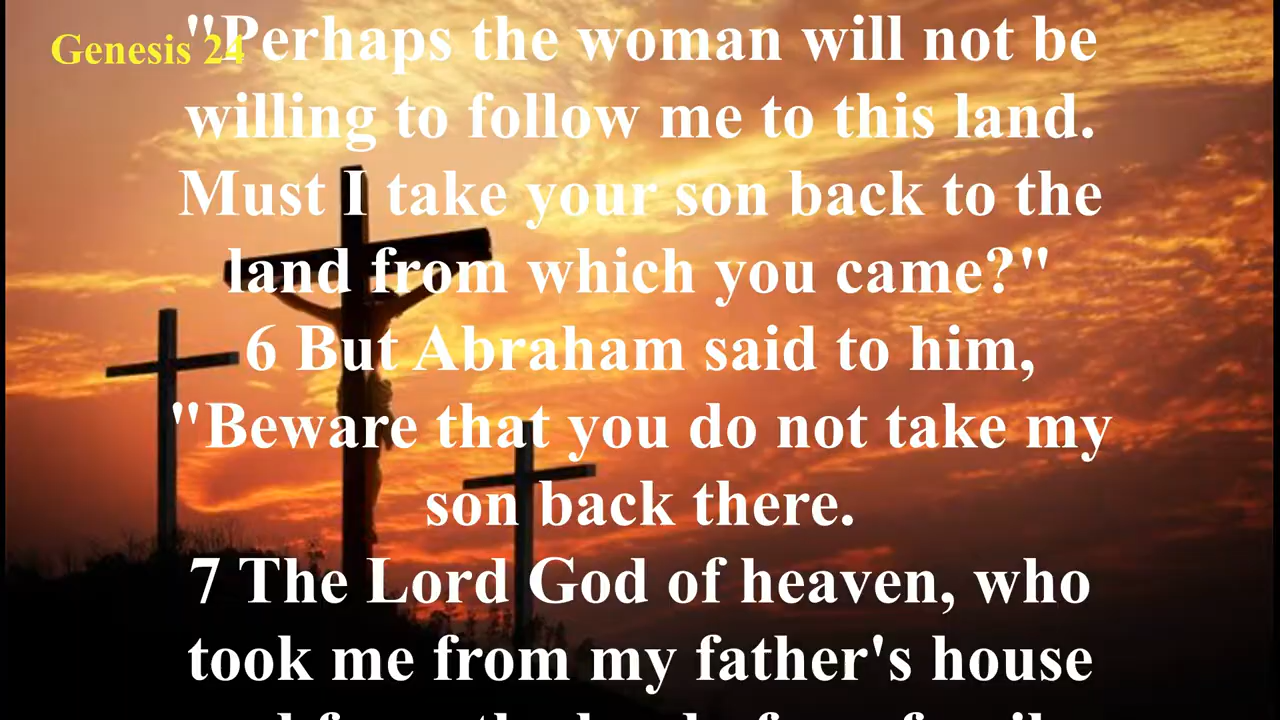 Genesis 24
"Perhaps the woman will not be
willing to follow me to this land.
Must I take your son back to the
land from which you came?"
6 But Abraham said to him,
"Beware that you do not take my
son back there.
7 The Lord God of heaven, who
took me from my father's house